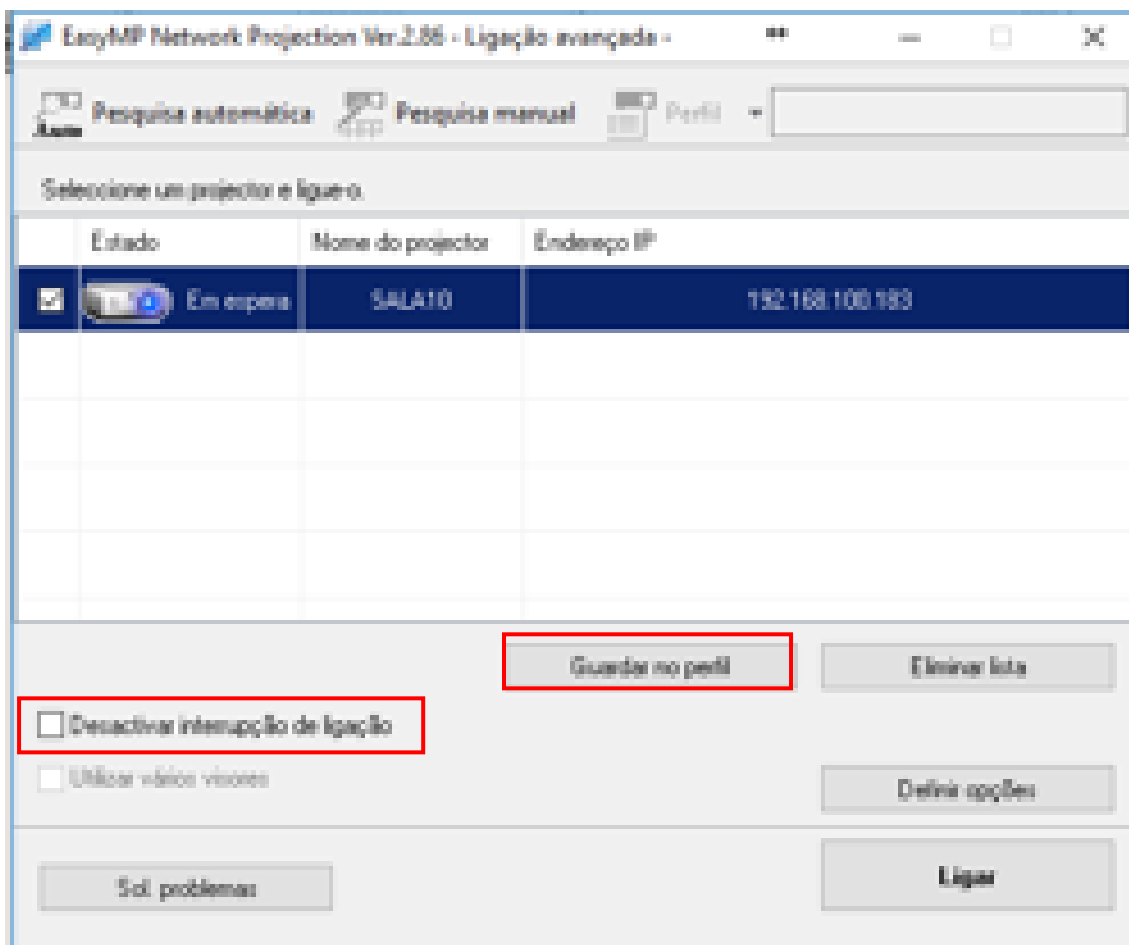 EasyMP Network Projection Ver.2.86 - Ligação avançada -
Auto Pesquisa automática Pesquisa manual Perfil
Seleccione um projector e ligue-o.
Estado Nome do projector Endereço IP
Em espera SALA10 192.168.100.183
Guardar no perfil Eliminar lista
Desactivar interrupção de ligação
Utilizar vários visores
Definir opções
Sol. problemas
Ligar